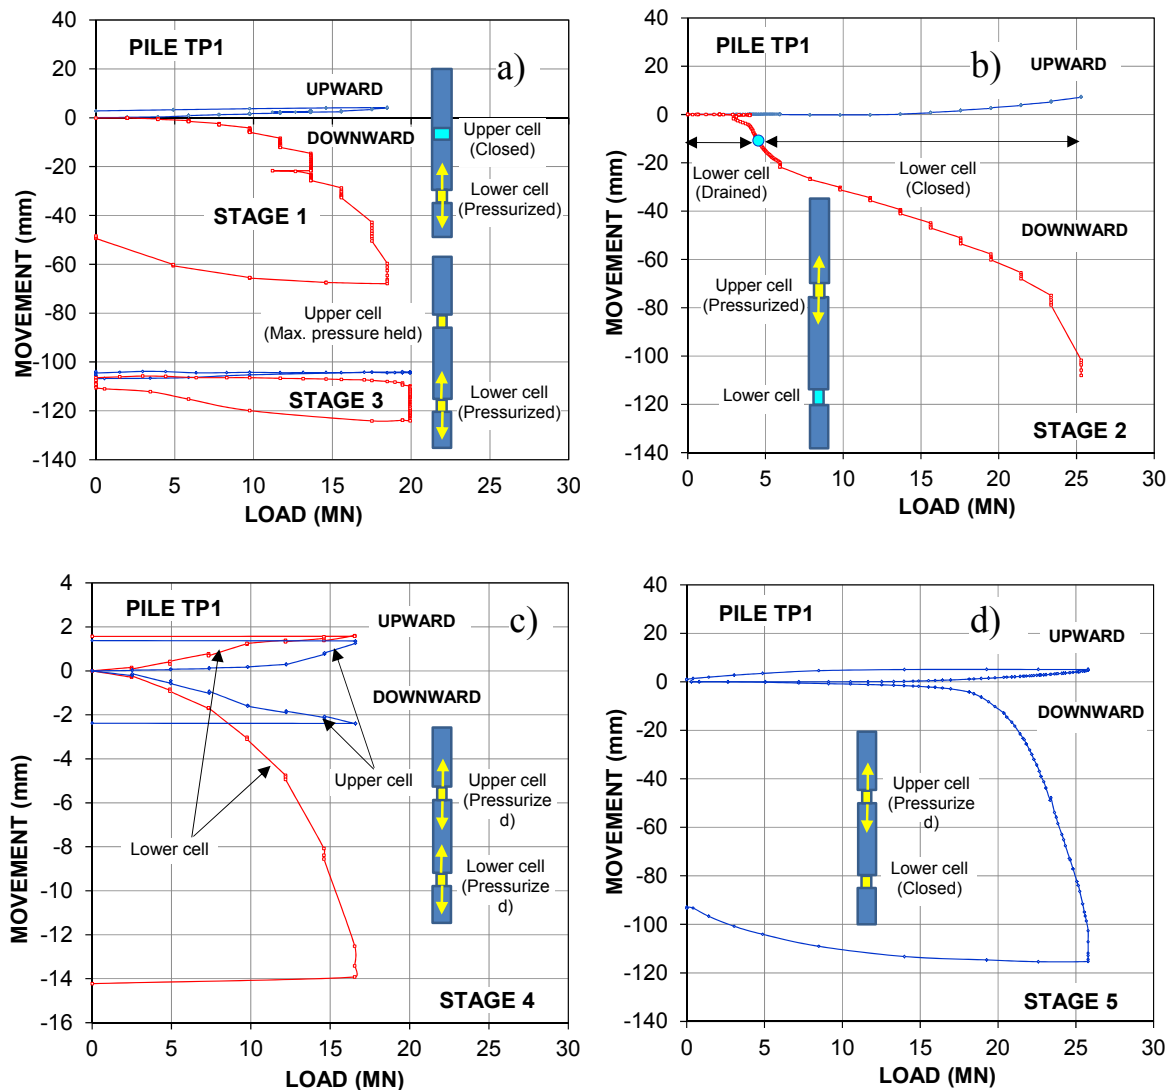 40
20
0
-20
-40
-60
-80
-100
-120
-140
MOVEMENT (mm)
PILE TP1
a)
UPWARD
DOWNWARD
Upper cell
(Closed)
Lower cell
(Pressurized)
STAGE 1
Upper cell
(Max. pressure held)
STAGE 3
Lower cell
(Pressurized)
0 5 10 15 20 25 30
LOAD (MN)
40
20
0
-20
-40
-60
-80
-100
-120
-140
MOVEMENT (mm)
PILE TP1
b)
UPWARD
Lower cell
(Drained)
Lower cell
(Closed)
DOWNWARD
Upper cell
(Pressurized)
Lower cell
STAGE 2
0 5 10 15 20 25 30
LOAD (MN)
4
2
0
-2
-4
-6
-8
-10
-12
-14
-16
MOVEMENT (mm)
PILE TP1
c)
UPWARD
DOWNWARD
Upper cell
Lower cell
Upper cell
(Pressurize
d)
Lower cell
(Pressurize
d)
STAGE 4
0 5 10 15 20 25 30
LOAD (MN)
40
20
0
-20
-40
-60
-80
-100
-120
-140
MOVEMENT (mm)
PILE TP1
d)
UPWARD
DOWNWARD
Upper cell
(Pressurize
d)
Lower cell
(Closed)
STAGE 5
0 5 10 15 20 25 30
LOAD (MN)